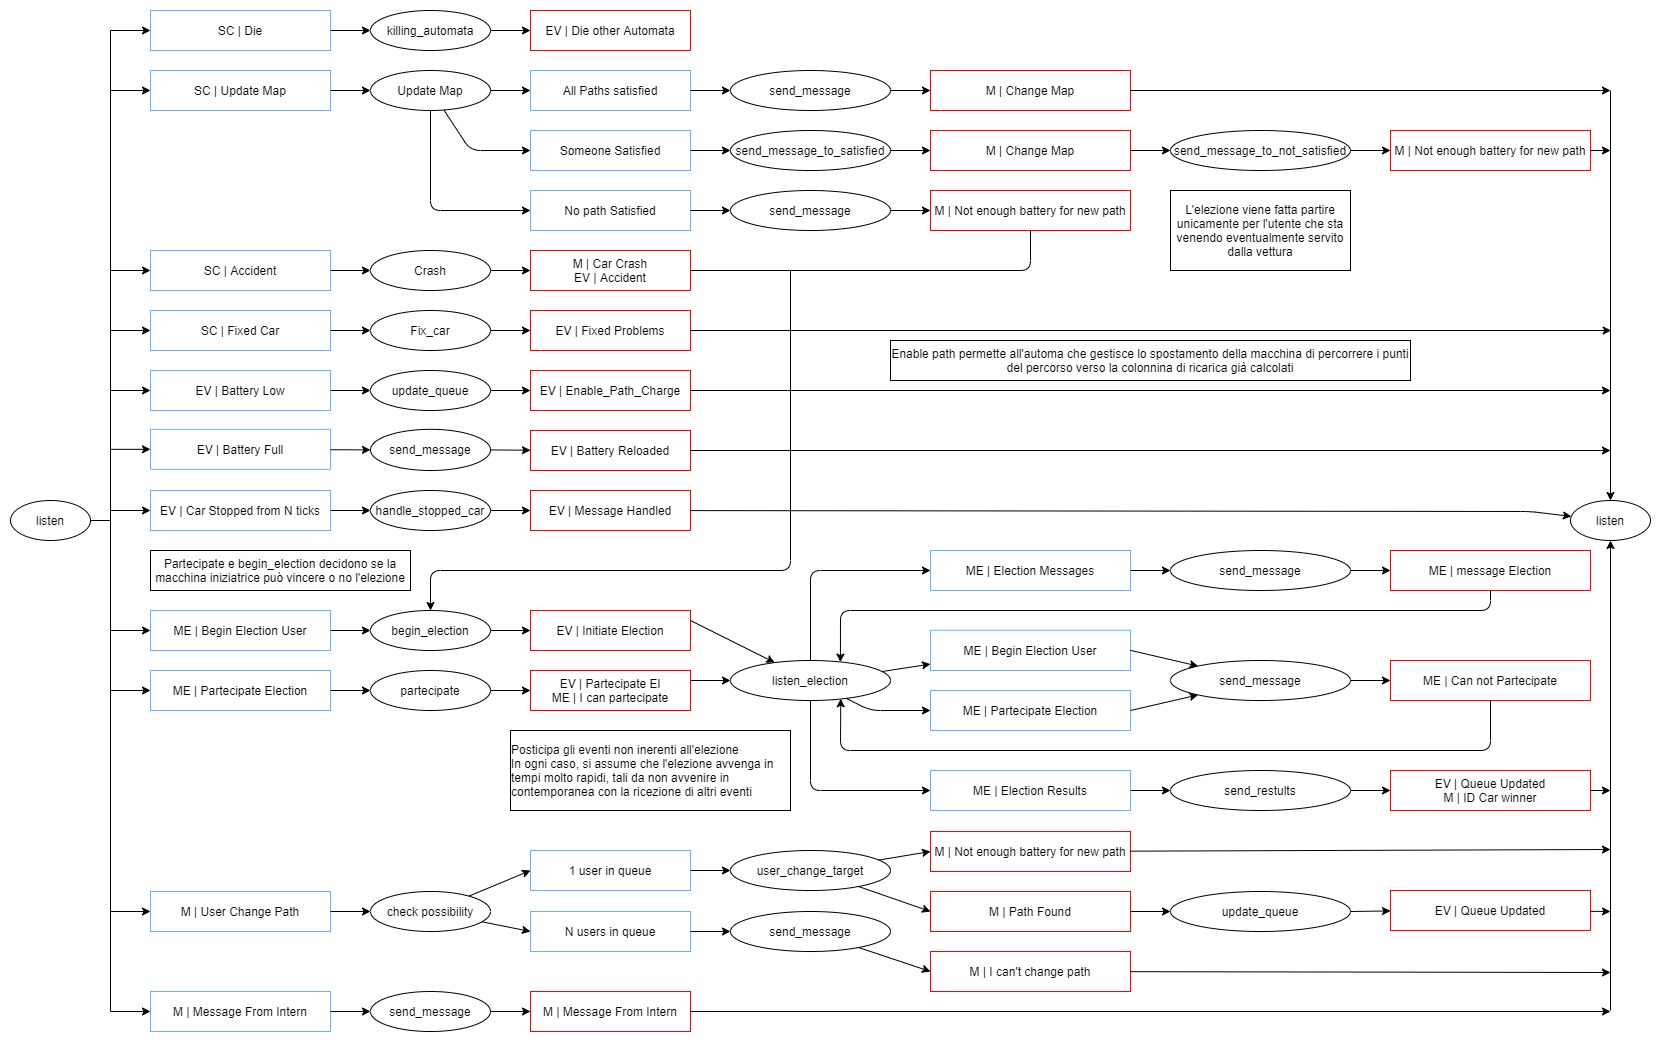 SC | Die
killing_automata
EV | Die other Automata
SC | Update Map
Update Map
All Paths satisfied
send_message
M | Change Map
Someone Satisfied
send_message_to_satisfied
M | Change Map
send_message_to_not_satisfied
M | Not enough battery for new path
No path Satisfied
send_message
M | Not enough battery for new path
L'elezione viene fatta partire
unicamente per l'utente che sta
venendo eventualmente servito
dalla vettura
SC | Accident
Crash
M | Car Crash
EV | Accident
SC | Fixed Car
Fix_car
EV | Fixed Problems
Enable path permette all'automa che gestisce lo spostamento della macchina di percorrere i punti
del percorso verso la colonnina di ricarica già calcolati
EV | Battery Low
update_queue
EV | Enable_Path_Charge
EV | Battery Full
send_message
EV | Battery Reloaded
listen
EV | Car Stopped from N ticks
handle_stopped_car
EV | Message Handled
listen
Partecipate e begin_election decidono se la
macchina iniziatrice può vincere o no l'elezione
ME | Election Messages
send_message
ME | message Election
ME | Begin Election User
begin_election
EV | Initiate Election
ME | Begin Election User
listen_election
send_message
ME | Can not Partecipate
ME | Partecipate Election
partecipate
EV | Partecipate El
ME | I can partecipate
ME | Partecipate Election
Posticipa gli eventi non inerenti all'elezione
In ogni caso, si assume che l'elezione avvenga in
tempi molto rapidi, tali da non avvenire in
contemporanea con la ricezione di altri eventi
ME | Election Results
send_restults
EV | Queue Updated
M | ID Car winner
M | User Change Path
check possibility
1 user in queue
user_change_target
M | Not enough battery for new path
M | Path Found
update_queue
EV | Queue Updated
N users in queue
send_message
M | I can't change path
M | Message From Intern
send_message
M | Message From Intern